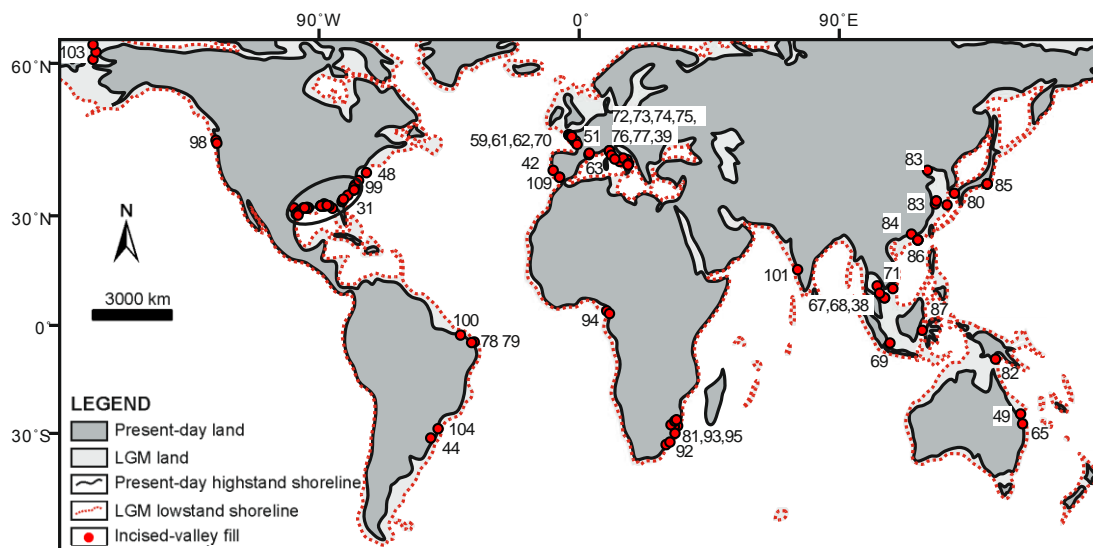 90°W
0°
90°E
60°N
103
98
59,61,62,70
51
72,73,74,75,
76,77,39
42
63
109
48
99
31
83
85
83
80
84
86
30°N
N
3000 km
101
71
67,68,38
87
94
0°
100
78 79
69
82
49
65
104
44
81,93,95
92
30°S
LEGEND
Present-day land
LGM land
Present-day highstand shoreline
LGM lowstand shoreline
Incised-valley fill